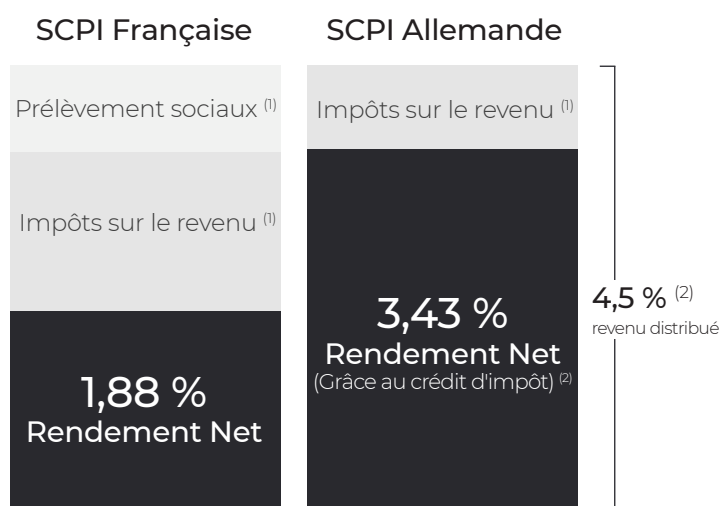 SCPI Française
Prélèvement sociaux (1)
Impôts sur le revenu (1)
1,88 %
Rendement Net
SCPI Allemande
Impôts sur le revenu (1)
3,43 %
Rendement Net
(Grâce au crédit d'impôt) (2)
4,5 % (2)
revenu distribué